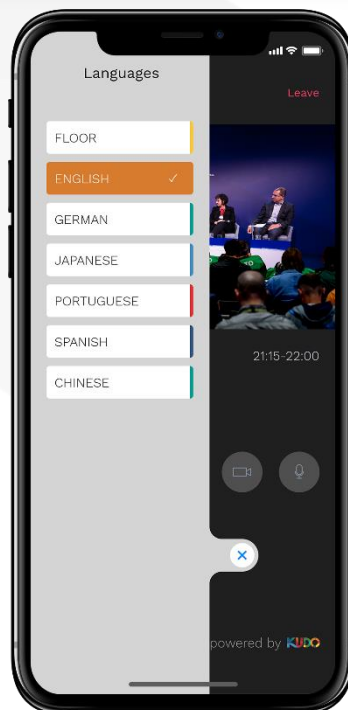 Languages
Leave
FLOOR
ENGLISH
GERMAN
JAPANESE
PORTUGUESE
SPANISH
21:15-22:00
CHINESE
powered by KUDO